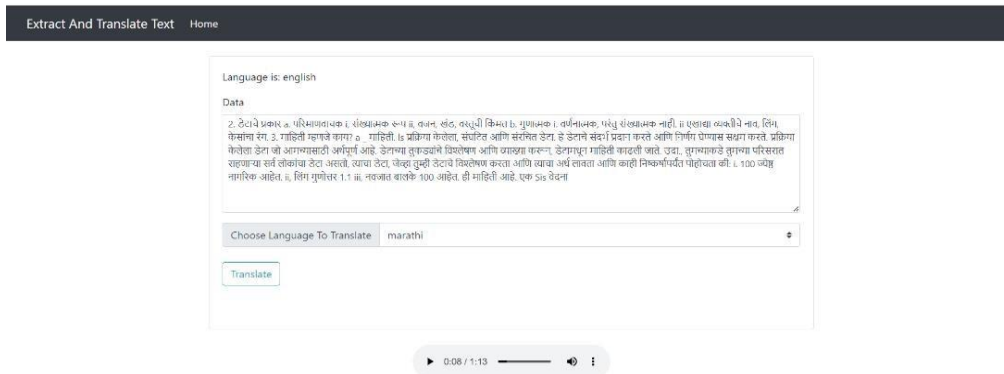 Extract And Translate Text Home
Language is: english
Data
2. डेटाचे प्रकार a. परिमाणवाचक i. संख्यात्मक रूप ii, वजन, खंड, वस्तूची किंमत b. गुणात्मक i. वर्णनात्मक, परंतु संख्यात्मक नाही. ii एखाद्या व्यक्तीचे नाव, लिंग,
केसांचा रंग. 3. माहिती म्हणजे काय? a _ माहिती. Is प्रक्रिया केलेला, संघटित आणि संरचित डेटा. हे डेटाचे संदर्भ प्रदान करते आणि निर्णय घेण्यास सक्षम करते. प्रक्रिया
केलेला डेटा जो आमच्यासाठी अर्थपूर्ण आहे. डेटाच्या तुकड्यांचे विश्लेषण आणि व्याख्या करून, डेटामधून माहिती काढली जाते. उदा., तुमच्याकडे तुमच्या परिसरात
राहणाऱ्या सर्व लोकांचा डेटा असतो, त्याचा डेटा, जेव्हा तुम्ही डेटाचे विश्लेषण करता आणि त्याचा अर्थ लावता आणि काही निष्कर्षापर्यंत पोहोचता की: i. 100 ज्येष्ठ
नागरिक आहेत. ii, लिंग गुणोत्तर 1.1 iii, नवजात बालके 100 आहेत. ही माहिती आहे. एक Sis वेदना
Choose Language To Translate marathi
Translate
0:08 / 1:13